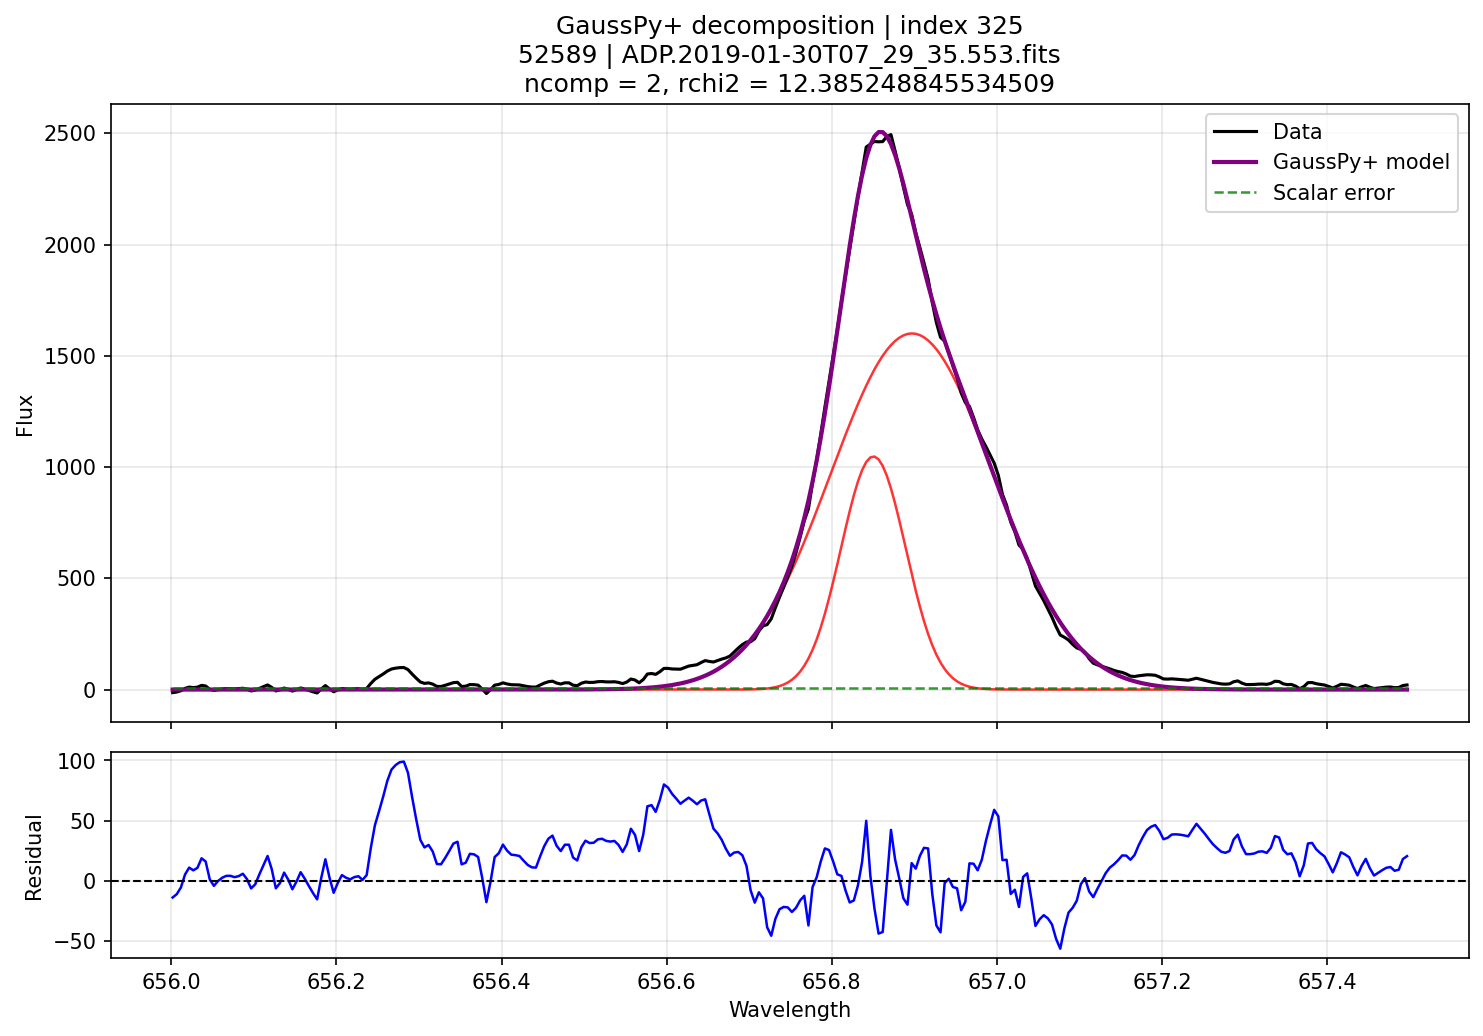 GaussPy+ decomposition | index 325
52589 | ADP.2019-01-30T07_29_35.553.fits
ncomp = 2, rchi2 = 12.385248845534509
Data
GaussPy+ model
Scalar error
Flux
2500
2000
1500
1000
500
0
Residual
100
50
0
−50
656.0 656.2 656.4 656.6 656.8 657.0 657.2 657.4
Wavelength